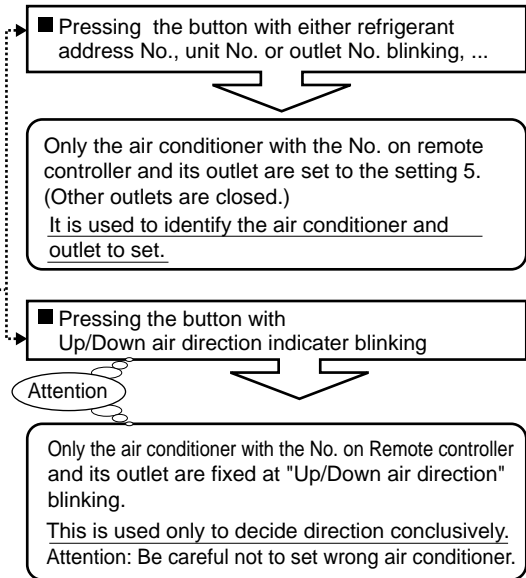 ■ Pressing the button with either refrigerant
address No., unit No. or outlet No. blinking, ...
Only the air conditioner with the No. on remote
controller and its outlet are set to the setting 5.
(Other outlets are closed.)
It is used to identify the air conditioner and
outlet to set.
■ Pressing the button with
Up/Down air direction indicater blinking
Attention
Only the air conditioner with the No. on Remote controller
and its outlet are fixed at "Up/Down air direction"
blinking.
This is used only to decide direction conclusively.
Attention: Be careful not to set wrong air conditioner.